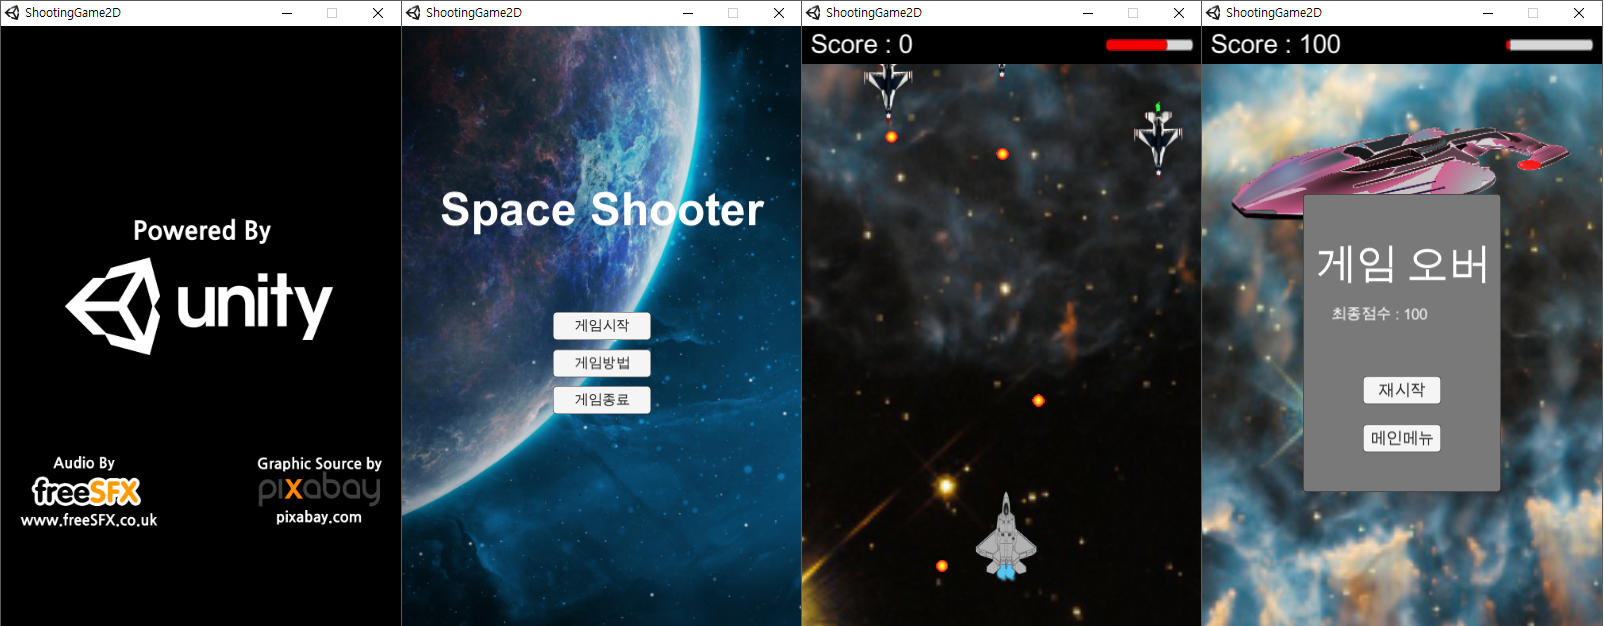 ShootingGame2D
Powered By
unity
Audio By
freeSFX
www.freeSFX.co.uk
Graphic Source by
pixabay
pixabay.com
ShootingGame2D
Space Shooter
게임시작
게임방법
게임종료
ShootingGame2D
Score : 0
ShootingGame2D
Score : 100
게임 오버
최종점수 : 100
재시작
메인메뉴